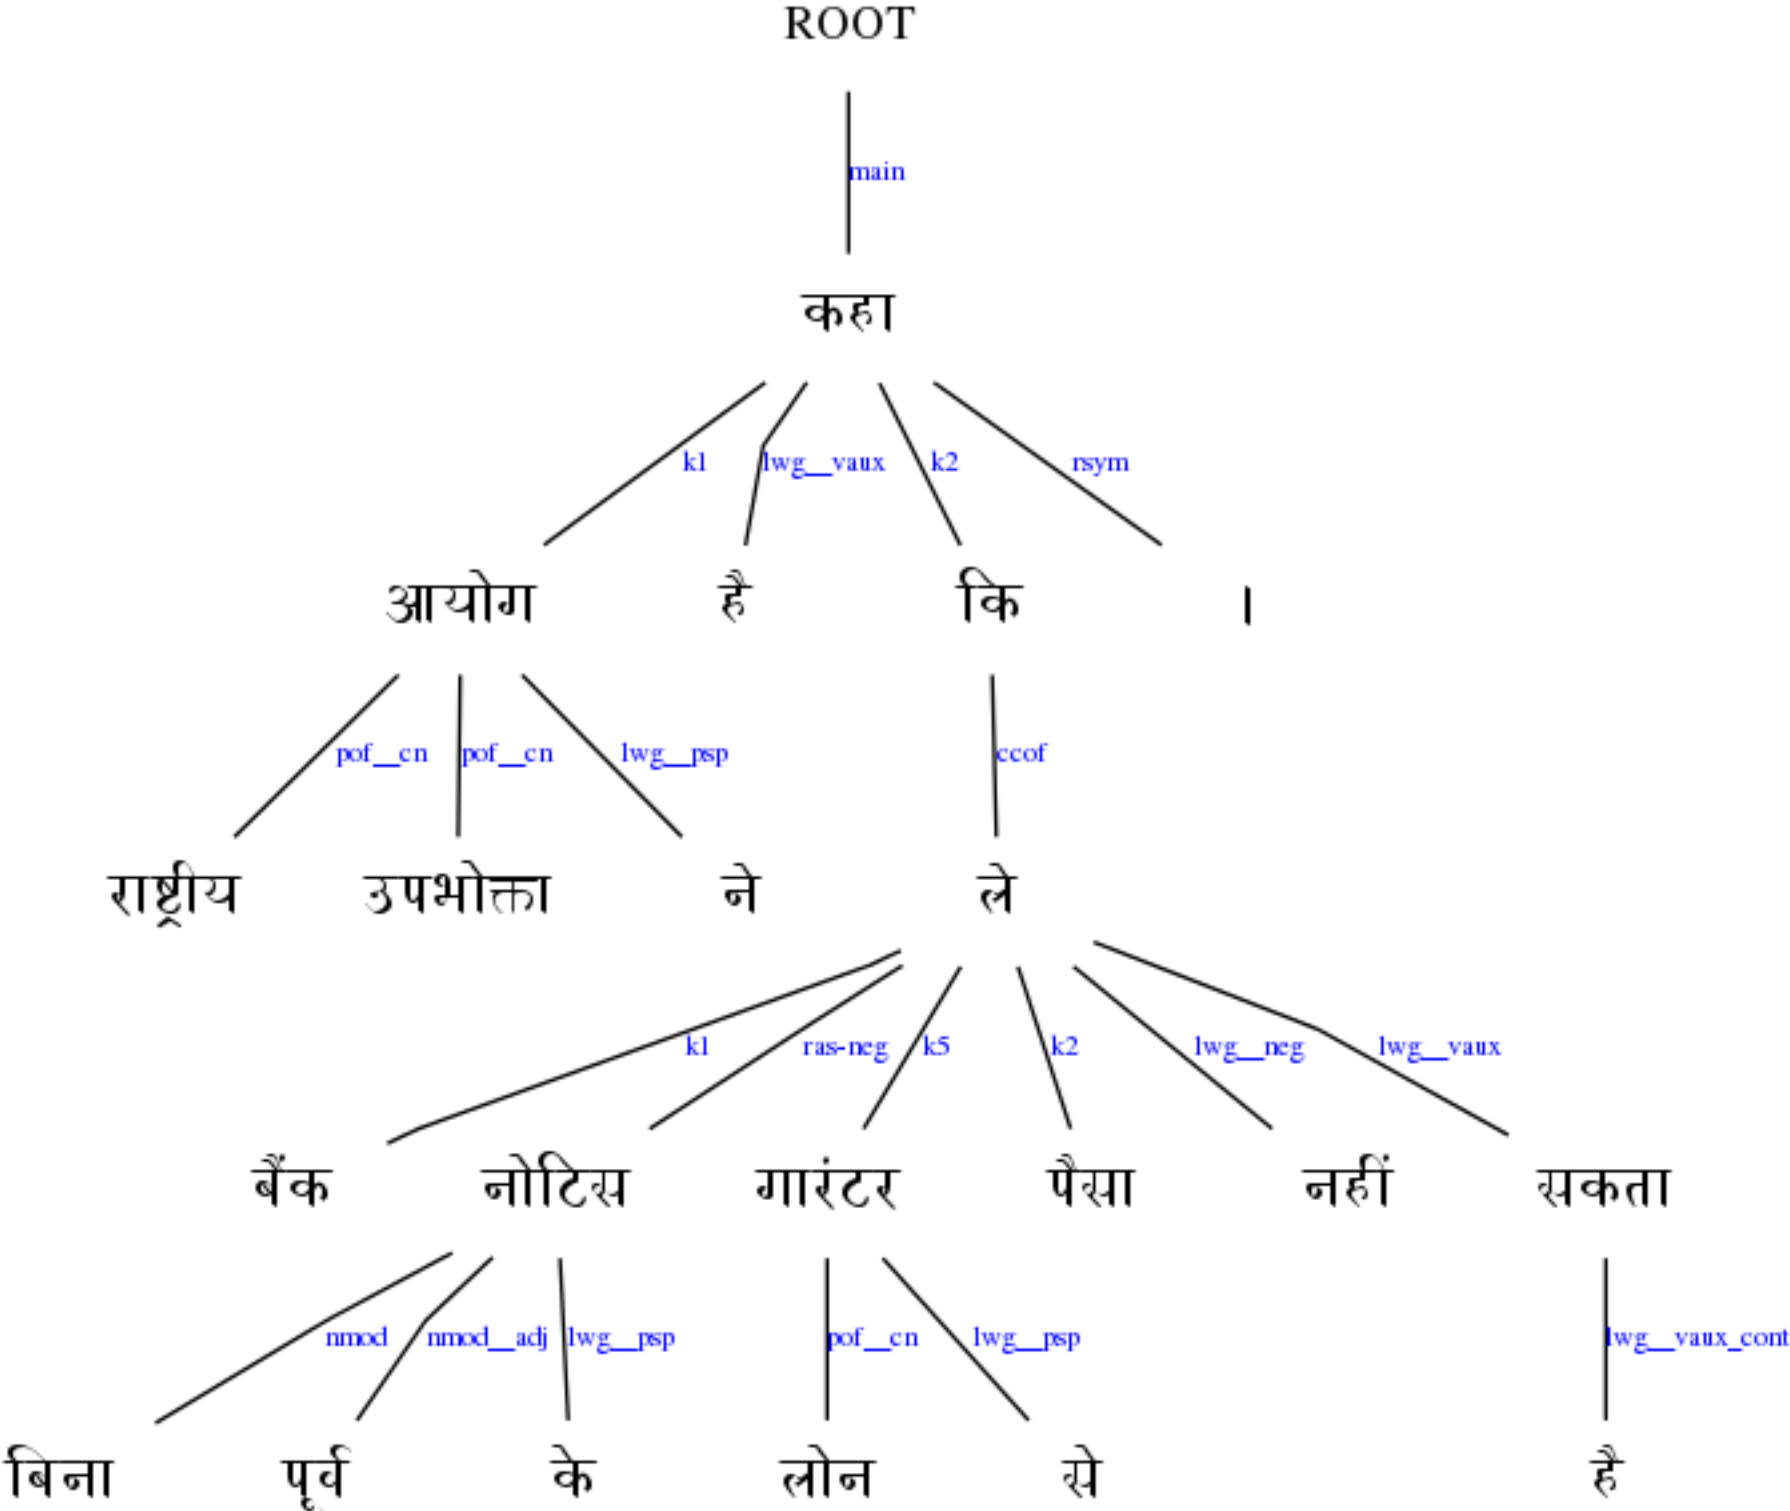 ROOT
main
कहा
k1 lwg__vaux k2 rsym
आयोग है कि ।
pof__cn pof__cn lwg__psp ccof
राष्ट्रीय उपभोक्ता ने ले
k1 ras-neg k5 k2 lwg__neg lwg__vaux
बैंक नोटिस गारंटर पैसा नहीं सकता
nmod nmod__adj lwg__psp pof__cn lwg__psp lwg__vaux_cont
बिना पूर्व के लोन से है